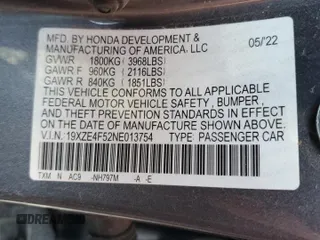 MFD. BY HONDA DEVELOPMENT &
MANUFACTURING OF AMERICA, LLC 05/'22
GVWR 1800KG (3968LBS)
GAWR F 960KG (2116LBS)
GAWR R 840KG (1851LBS)
THIS VEHICLE CONFORMS TO ALL APPLICABLE
FEDERAL MOTOR VEHICLE SAFETY, BUMPER,
AND THEFT PREVENTION STANDARDS IN EFFECT
ON THE DATE OF MANUFACTURE SHOWN ABOVE.
V.I.N.: 19XZE4F52NE013754 TYPE: PASSENGER CAR
TXM N AC9 -NH797M -A -E